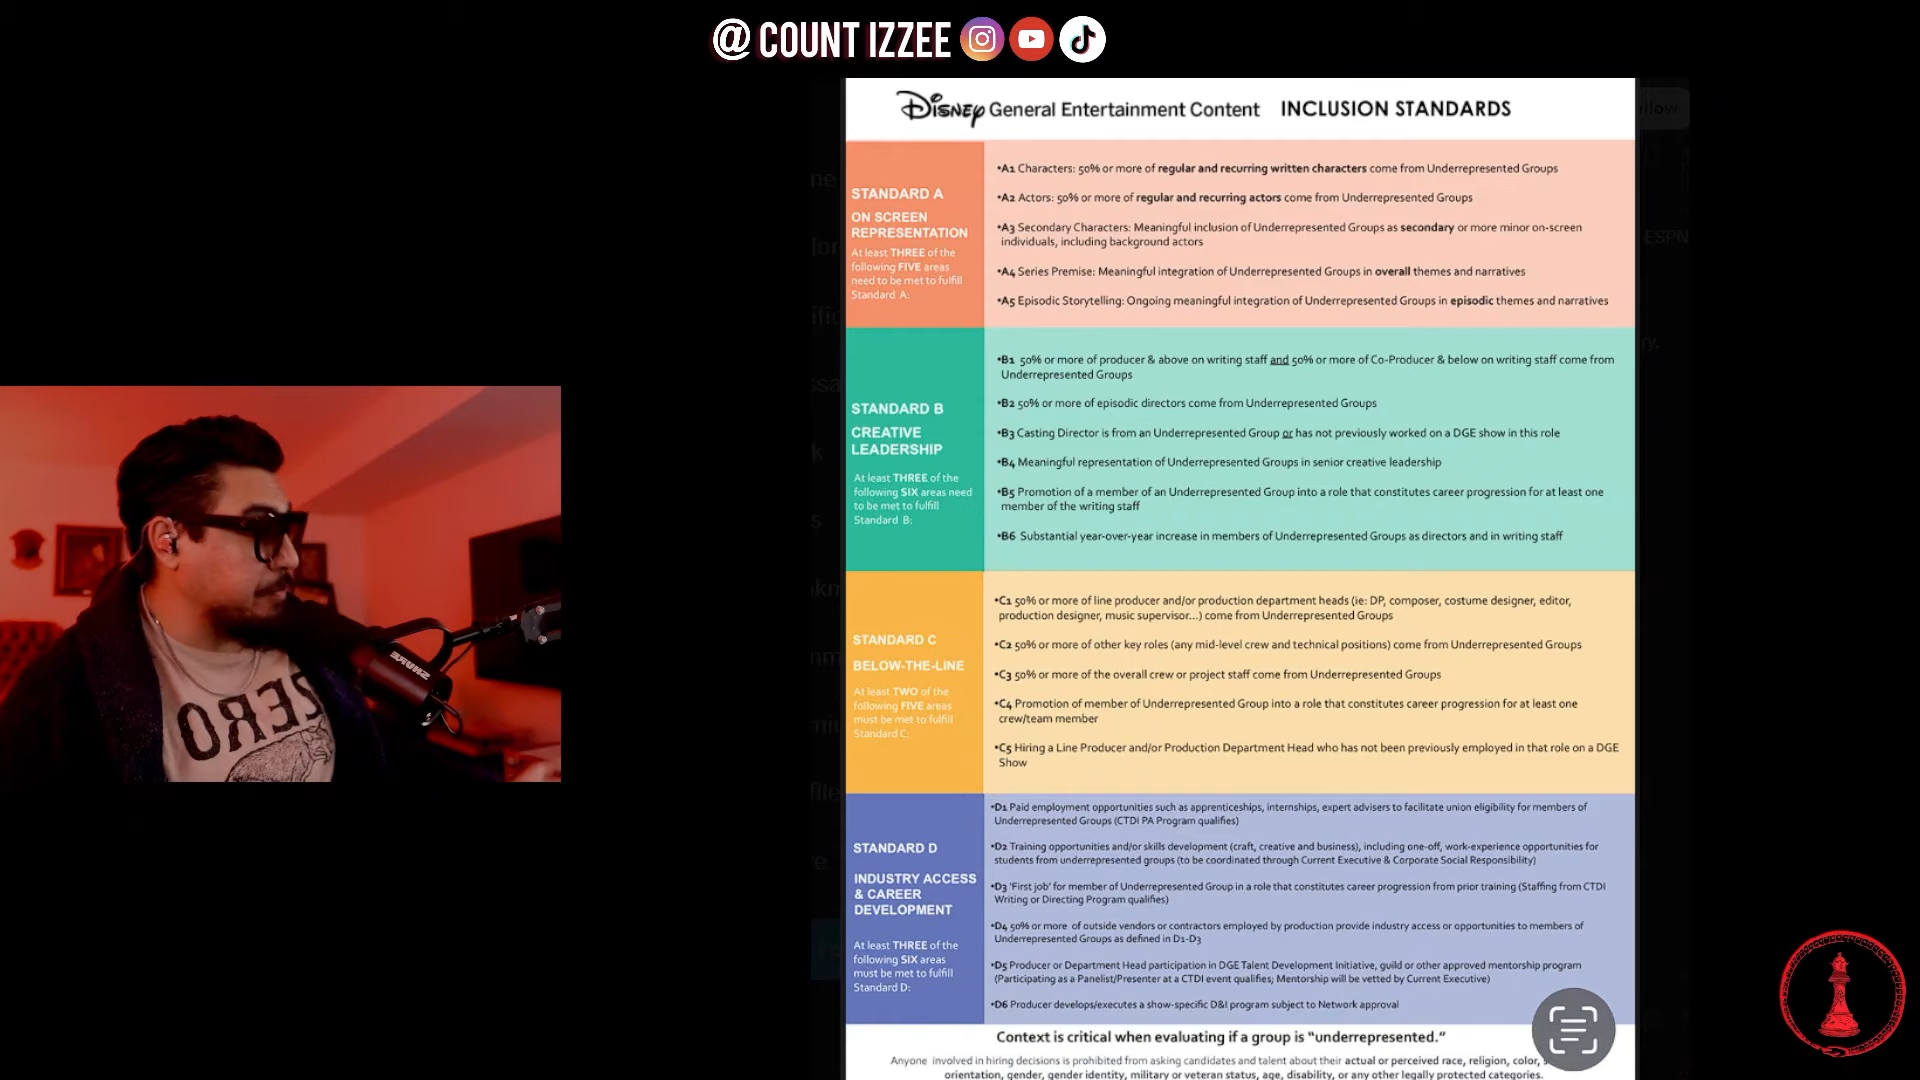 @ COUNT IZZEE
Disney General Entertainment Content INCLUSION STANDARDS
STANDARD A
ON SCREEN
REPRESENTATION
At least THREE of the
following FIVE areas
need to be met to fulfill
Standard A:
•A1 Characters: 50% or more of regular and recurring written characters come from Underrepresented Groups
•A2 Actors: 50% or more of regular and recurring actors come from Underrepresented Groups
•A3 Secondary Characters: Meaningful inclusion of Underrepresented Groups as secondary or more minor on-screen
individuals, including background actors
•A4 Series Premise: Meaningful integration of Underrepresented Groups in overall themes and narratives
•A5 Episodic Storytelling: Ongoing meaningful integration of Underrepresented Groups in episodic themes and narratives
STANDARD B
CREATIVE
LEADERSHIP
At least THREE of the
following SIX areas need
to be met to fulfill
Standard B:
•B1 50% or more of producer & above on writing staff and 50% or more of Co-Producer & below on writing staff come from
Underrepresented Groups
•B2 50% or more of episodic directors come from Underrepresented Groups
•B3 Casting Director is from an Underrepresented Group or has not previously worked on a DGE show in this role
•B4 Meaningful representation of Underrepresented Groups in senior creative leadership
•B5 Promotion of a member of an Underrepresented Group into a role that constitutes career progression for at least one
member of the writing staff
•B6 Substantial year-over-year increase in members of Underrepresented Groups as directors and in writing staff
STANDARD C
BELOW-THE-LINE
At least TWO of the
following FIVE areas
must be met to fulfill
Standard C:
•C1 50% or more of line producer and/or production department heads (ie: DP, composer, costume designer, editor,
production designer, music supervisor...) come from Underrepresented Groups
•C2 50% or more of other key roles (any mid-level crew and technical positions) come from Underrepresented Groups
•C3 50% or more of the overall crew or project staff come from Underrepresented Groups
•C4 Promotion of member of Underrepresented Group into a role that constitutes career progression for at least one
crew/team member
•C5 Hiring a Line Producer and/or Production Department Head who has not been previously employed in that role on a DGE
Show
STANDARD D
INDUSTRY ACCESS
& CAREER
DEVELOPMENT
At least THREE of the
following SIX areas
must be met to fulfill
Standard D:
•D1 Paid employment opportunities such as apprenticeships, internships, expert advisers to facilitate union eligibility for members of
Underrepresented Groups (CTDI PA Program qualifies)
•D2 Training opportunities and/or skills development (craft, creative and business), including one-off, work-experience opportunities for
students from underrepresented groups (to be coordinated through Current Executive & Corporate Social Responsibility)
•D3 'First job' for member of Underrepresented Group in a role that constitutes career progression from prior training (Staffing from CTDI
Writing or Directing Program qualifies)
•D4 50% or more of outside vendors or contractors employed by production provide industry access or opportunities to members of
Underrepresented Groups as defined in D1-D3
•D5 Producer or Department Head participation in DGE Talent Development Initiative, guild or other approved mentorship program
(Participating as a Panelist/Presenter at a CTDI event qualifies; Mentorship will be vetted by Current Executive)
•D6 Producer develops/executes a show-specific D&I program subject to Network approval
Context is critical when evaluating if a group is "underrepresented."
Anyone involved in hiring decisions is prohibited from asking candidates and talent about their actual or perceived race, religion, color,
orientation, gender, gender identity, military or veteran status, age, disability, or any other legally protected categories.
ESPN
ZERO
SHURE